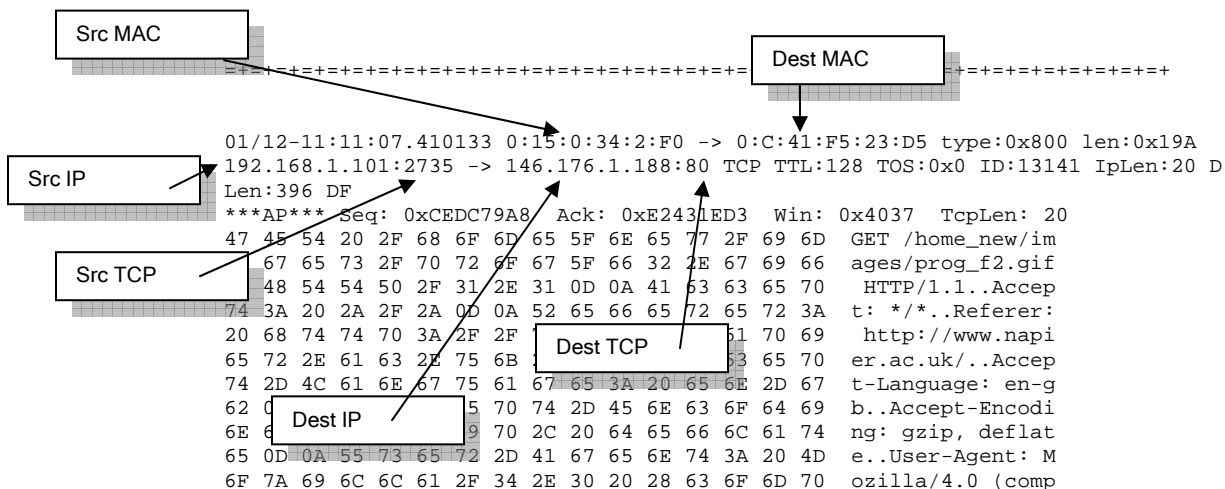 Src MAC
Dest MAC
=+=+=+=+=+=+=+=+=+=+=+=+=+=+=+=+=+=+=+=+=+= =+=+=+=+=+=+=+=+=+
01/12-11:11:07.410133 0:15:0:34:2:F0 -> 0:C:41:F5:23:D5 type:0x800 len:0x19A
Src IP
192.168.1.101:2735 -> 146.176.1.188:80 TCP TTL:128 TOS:0x0 ID:13141 IpLen:20 D
Len:396 DF
***AP*** Seq: 0xCEDC79A8 Ack: 0xE2431ED3 Win: 0x4037 TcpLen: 20
47 45 54 20 2F 68 6F 6D 65 5F 6E 65 77 2F 69 6D GET /home_new/im
Src TCP
67 65 73 2F 70 72 6F 67 5F 66 32 2E 67 69 66 ages/prog_f2.gif
48 54 54 50 2F 31 2E 31 0D 0A 41 63 63 65 70 HTTP/1.1..Accep
74 3A 20 2A 2F 2A 0D 0A 52 65 66 65 72 65 72 3A t: */*..Referer:
20 68 74 74 70 3A 2F 2F 70 69 http://www.napi
Dest TCP
65 72 2E 61 63 2E 75 6B 65 70 er.ac.uk/..Accep
74 2D 4C 61 6E 67 75 61 67 65 3A 20 65 6E 2D 67 t-Language: en-g
Dest IP
62 70 74 2D 45 6E 63 6F 64 69 b..Accept-Encodi
6E 70 2C 20 64 65 66 6C 61 74 ng: gzip, deflat
65 0D 0A 55 73 65 72 2D 41 67 65 6E 74 3A 20 4D e..User-Agent: M
6F 7A 69 6C 6C 61 2F 34 2E 30 20 28 63 6F 6D 70 ozilla/4.0 (comp